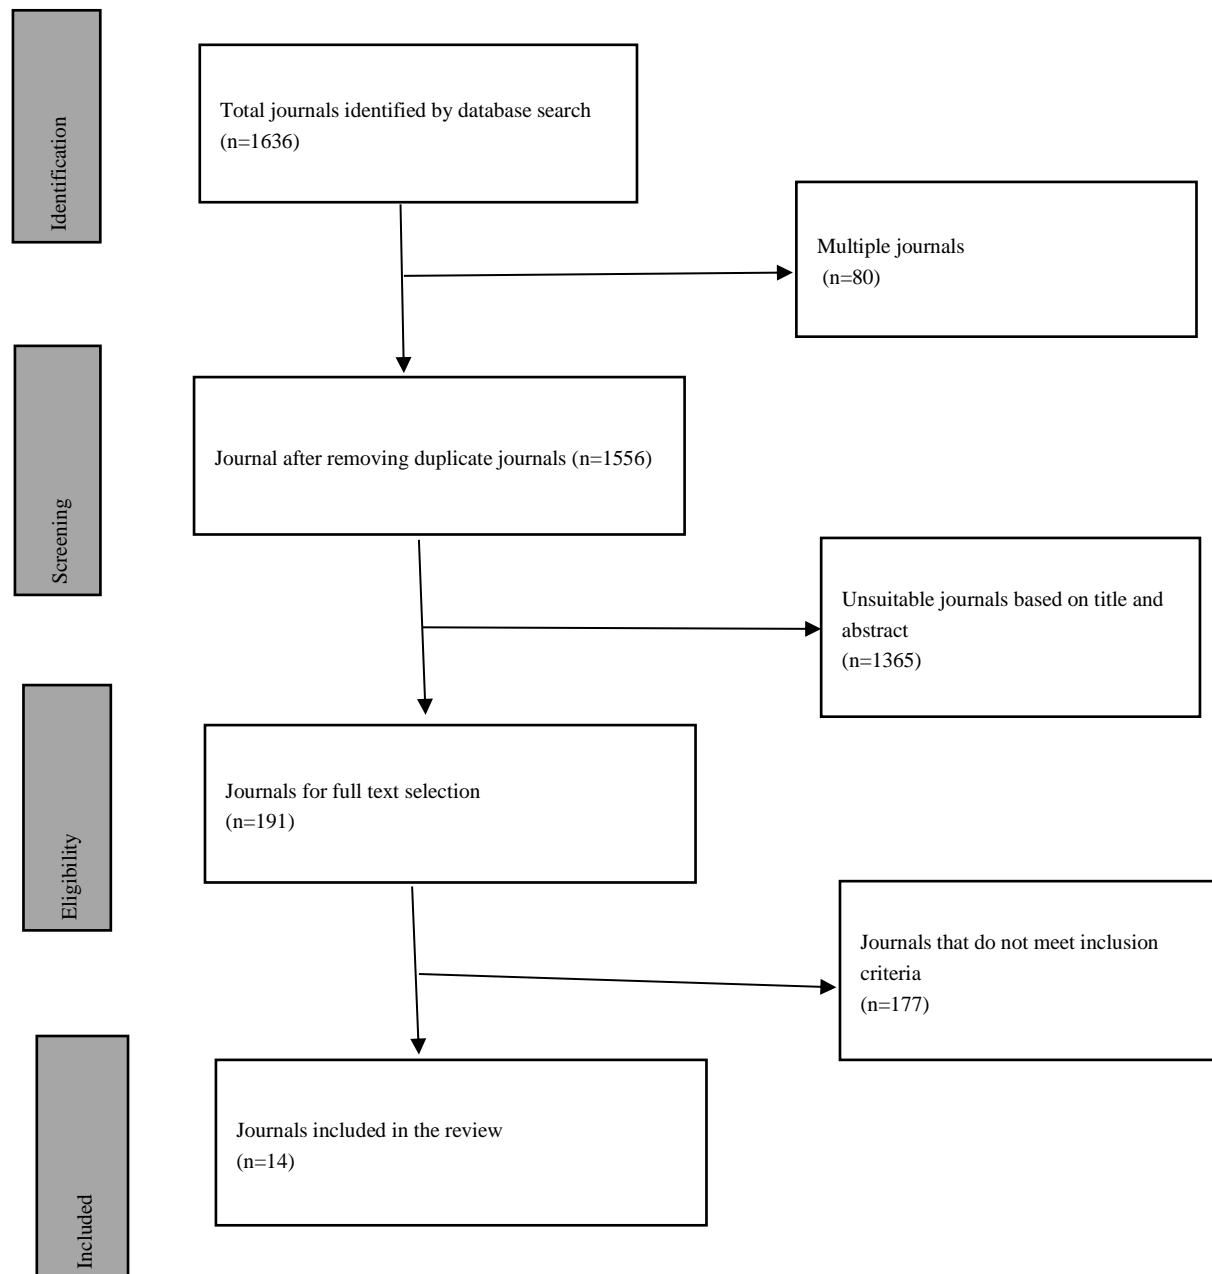 Identification
Total journals identified by database search
(n=1636)
Multiple journals
(n=80)
Screening
Journal after removing duplicate journals (n=1556)
Unsuitable journals based on title and
abstract
(n=1365)
Eligibility
Journals for full text selection
(n=191)
Journals that do not meet inclusion
criteria
(n=177)
Included
Journals included in the review
(n=14)